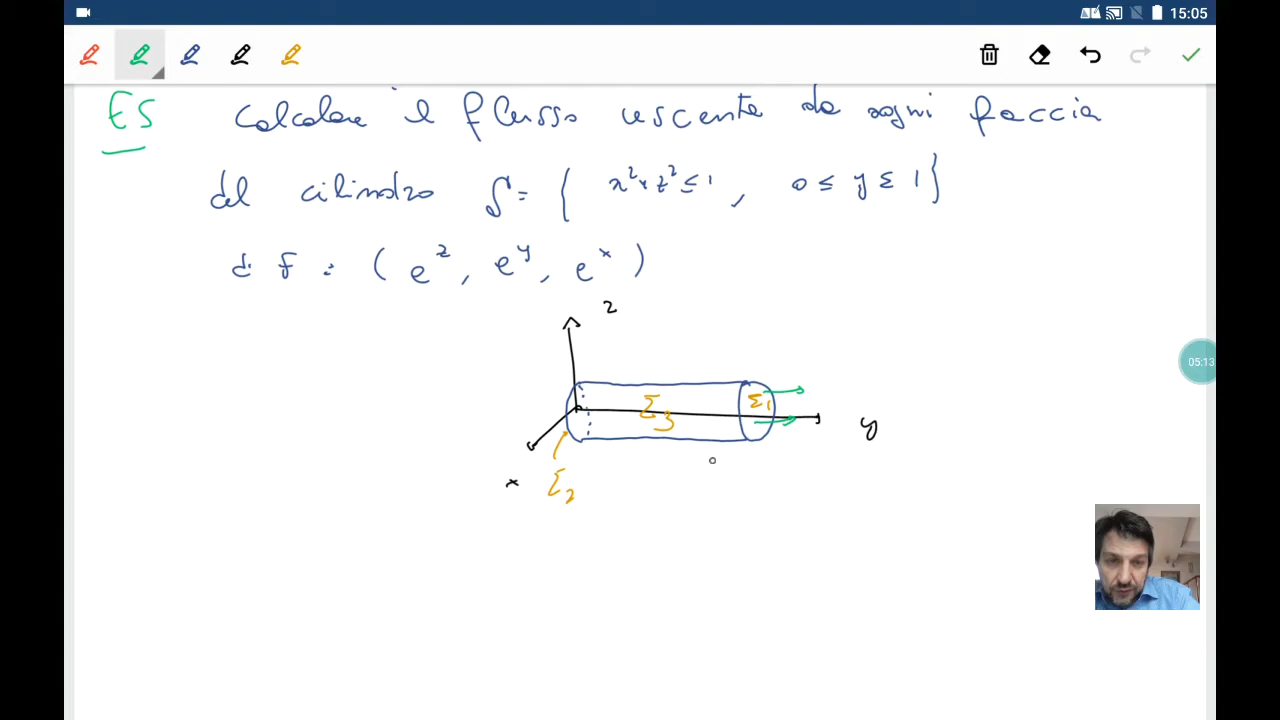 15:05
ES Calcolare il flusso uscente da ogni faccia
del cilindro S = { x²+z² ≤ 1, 0 ≤ y ≤ 1 }
di f = ( e^z, e^y, e^x )
z
Σ3 Σ1
y
x Σ2
05:13